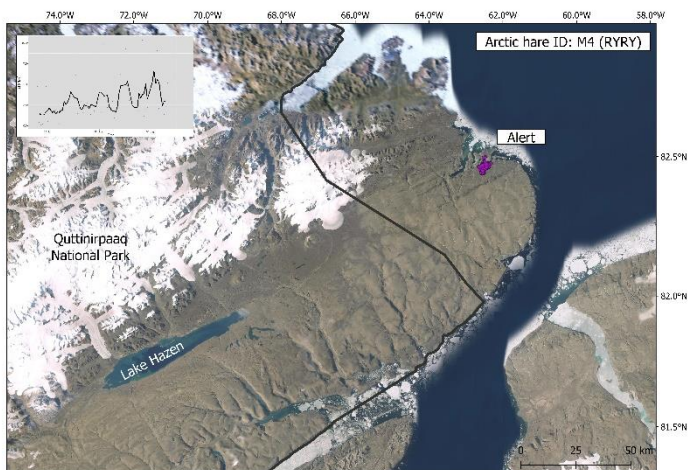 74.0°W 72.0°W 70.0°W 68.0°W 66.0°W 64.0°W 62.0°W 60.0°W 58.0°W
Arctic hare ID: M4 (RYRY)
Alert
82.5°N
Quttinirpaaq
National Park
82.0°N
Lake Hazen
81.5°N
0 25 50 km